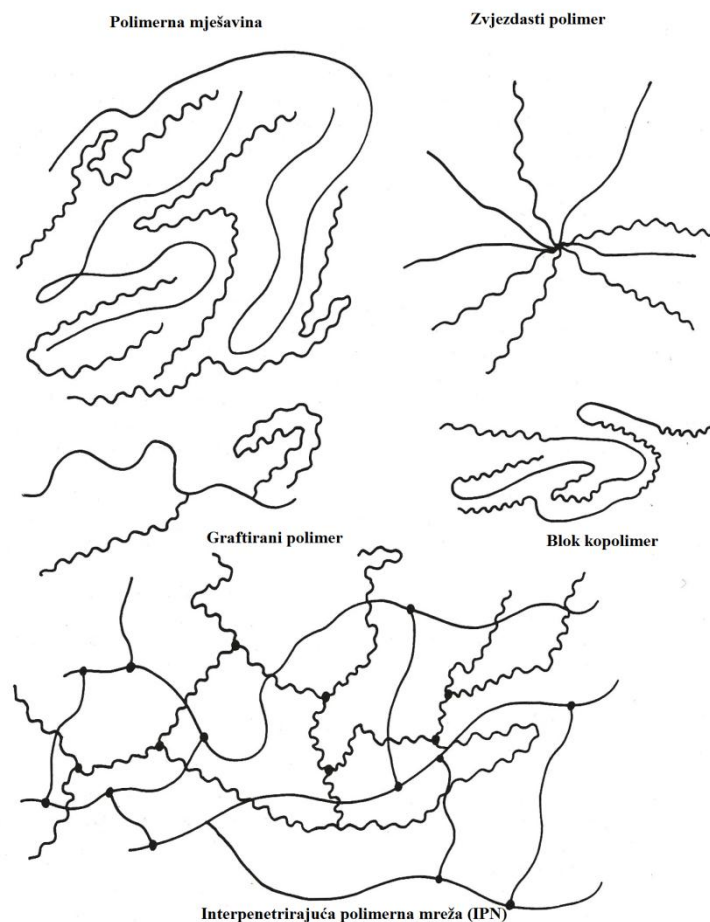 Polimerna mješavina
Zvjezdasti polimer
Graftirani polimer
Blok kopolimer
Interpenetrirajuća polimerna mreža (IPN)